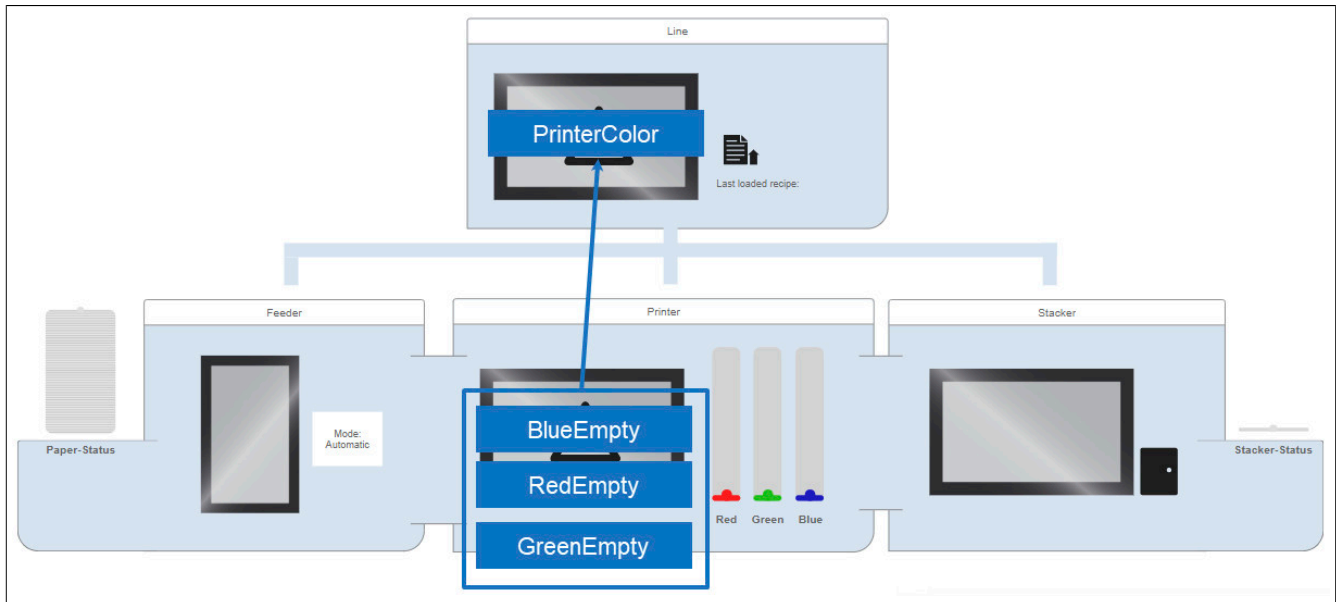 Line
PrinterColor
Last loaded recipe:
Feeder
Printer
Stacker
Mode:
Automatic
BlueEmpty
RedEmpty
GreenEmpty
Paper-Status
Red
Green
Blue
Stacker-Status